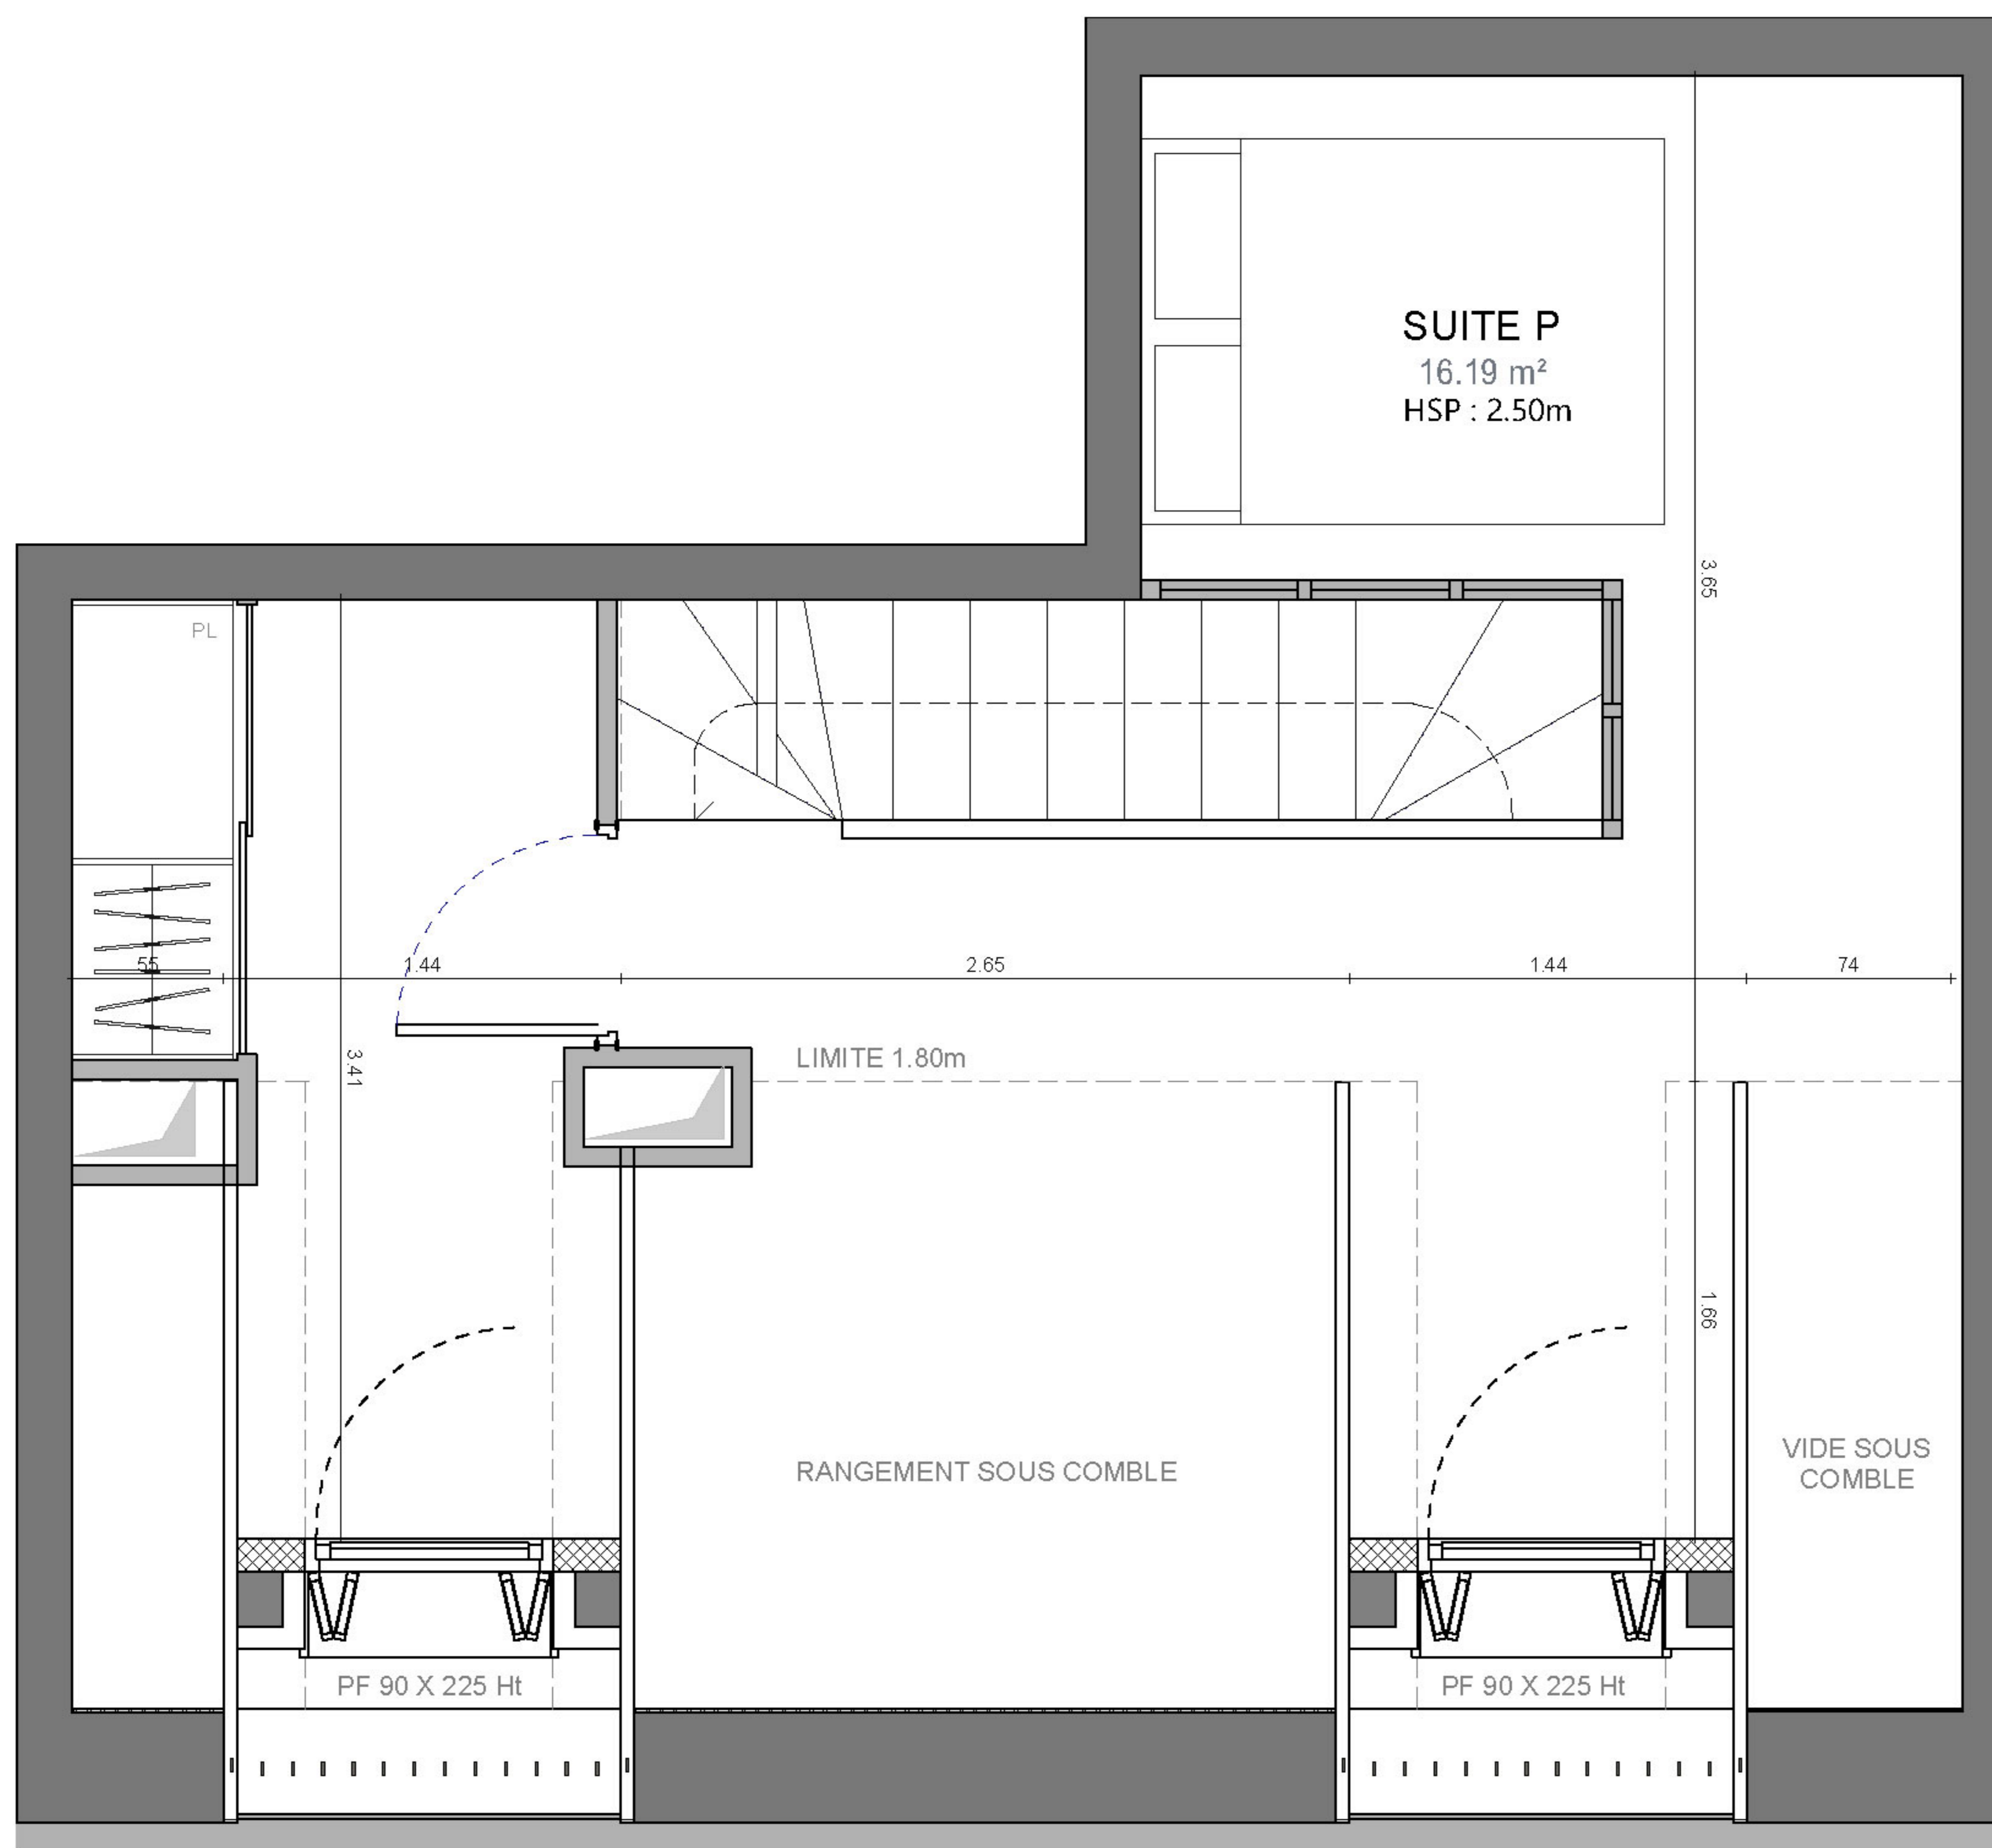 SUITE P
16.19 m²
HSP : 2.50m
3.65
PL
55
1.44
2.65
1.44
74
3.41
LIMITE 1.80m
1.66
RANGEMENT SOUS COMBLE
VIDE SOUS
COMBLE
PF 90 X 225 Ht
PF 90 X 225 Ht